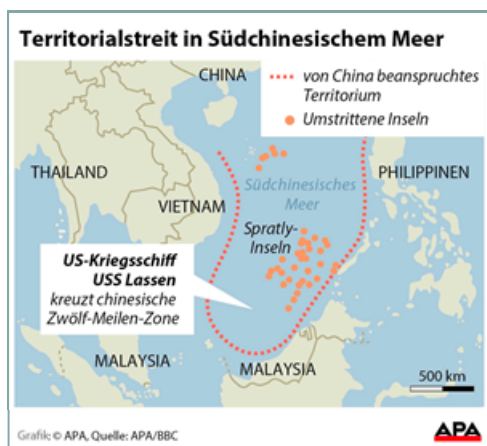 Territorialstreit in Südchinesischem Meer
CHINA
von China beanspruchtes
Territorium
Umstrittene Inseln
THAILAND
PHILIPPINEN
Südchinesisches
Meer
VIETNAM
Spratly-
Inseln
US-Kriegsschiff
USS Lassen
kreuzt chinesische
Zwölf-Meilen-Zone
MALAYSIA
MALAYSIA
500 km
Grafik: © APA, Quelle: APA/BBC
APA